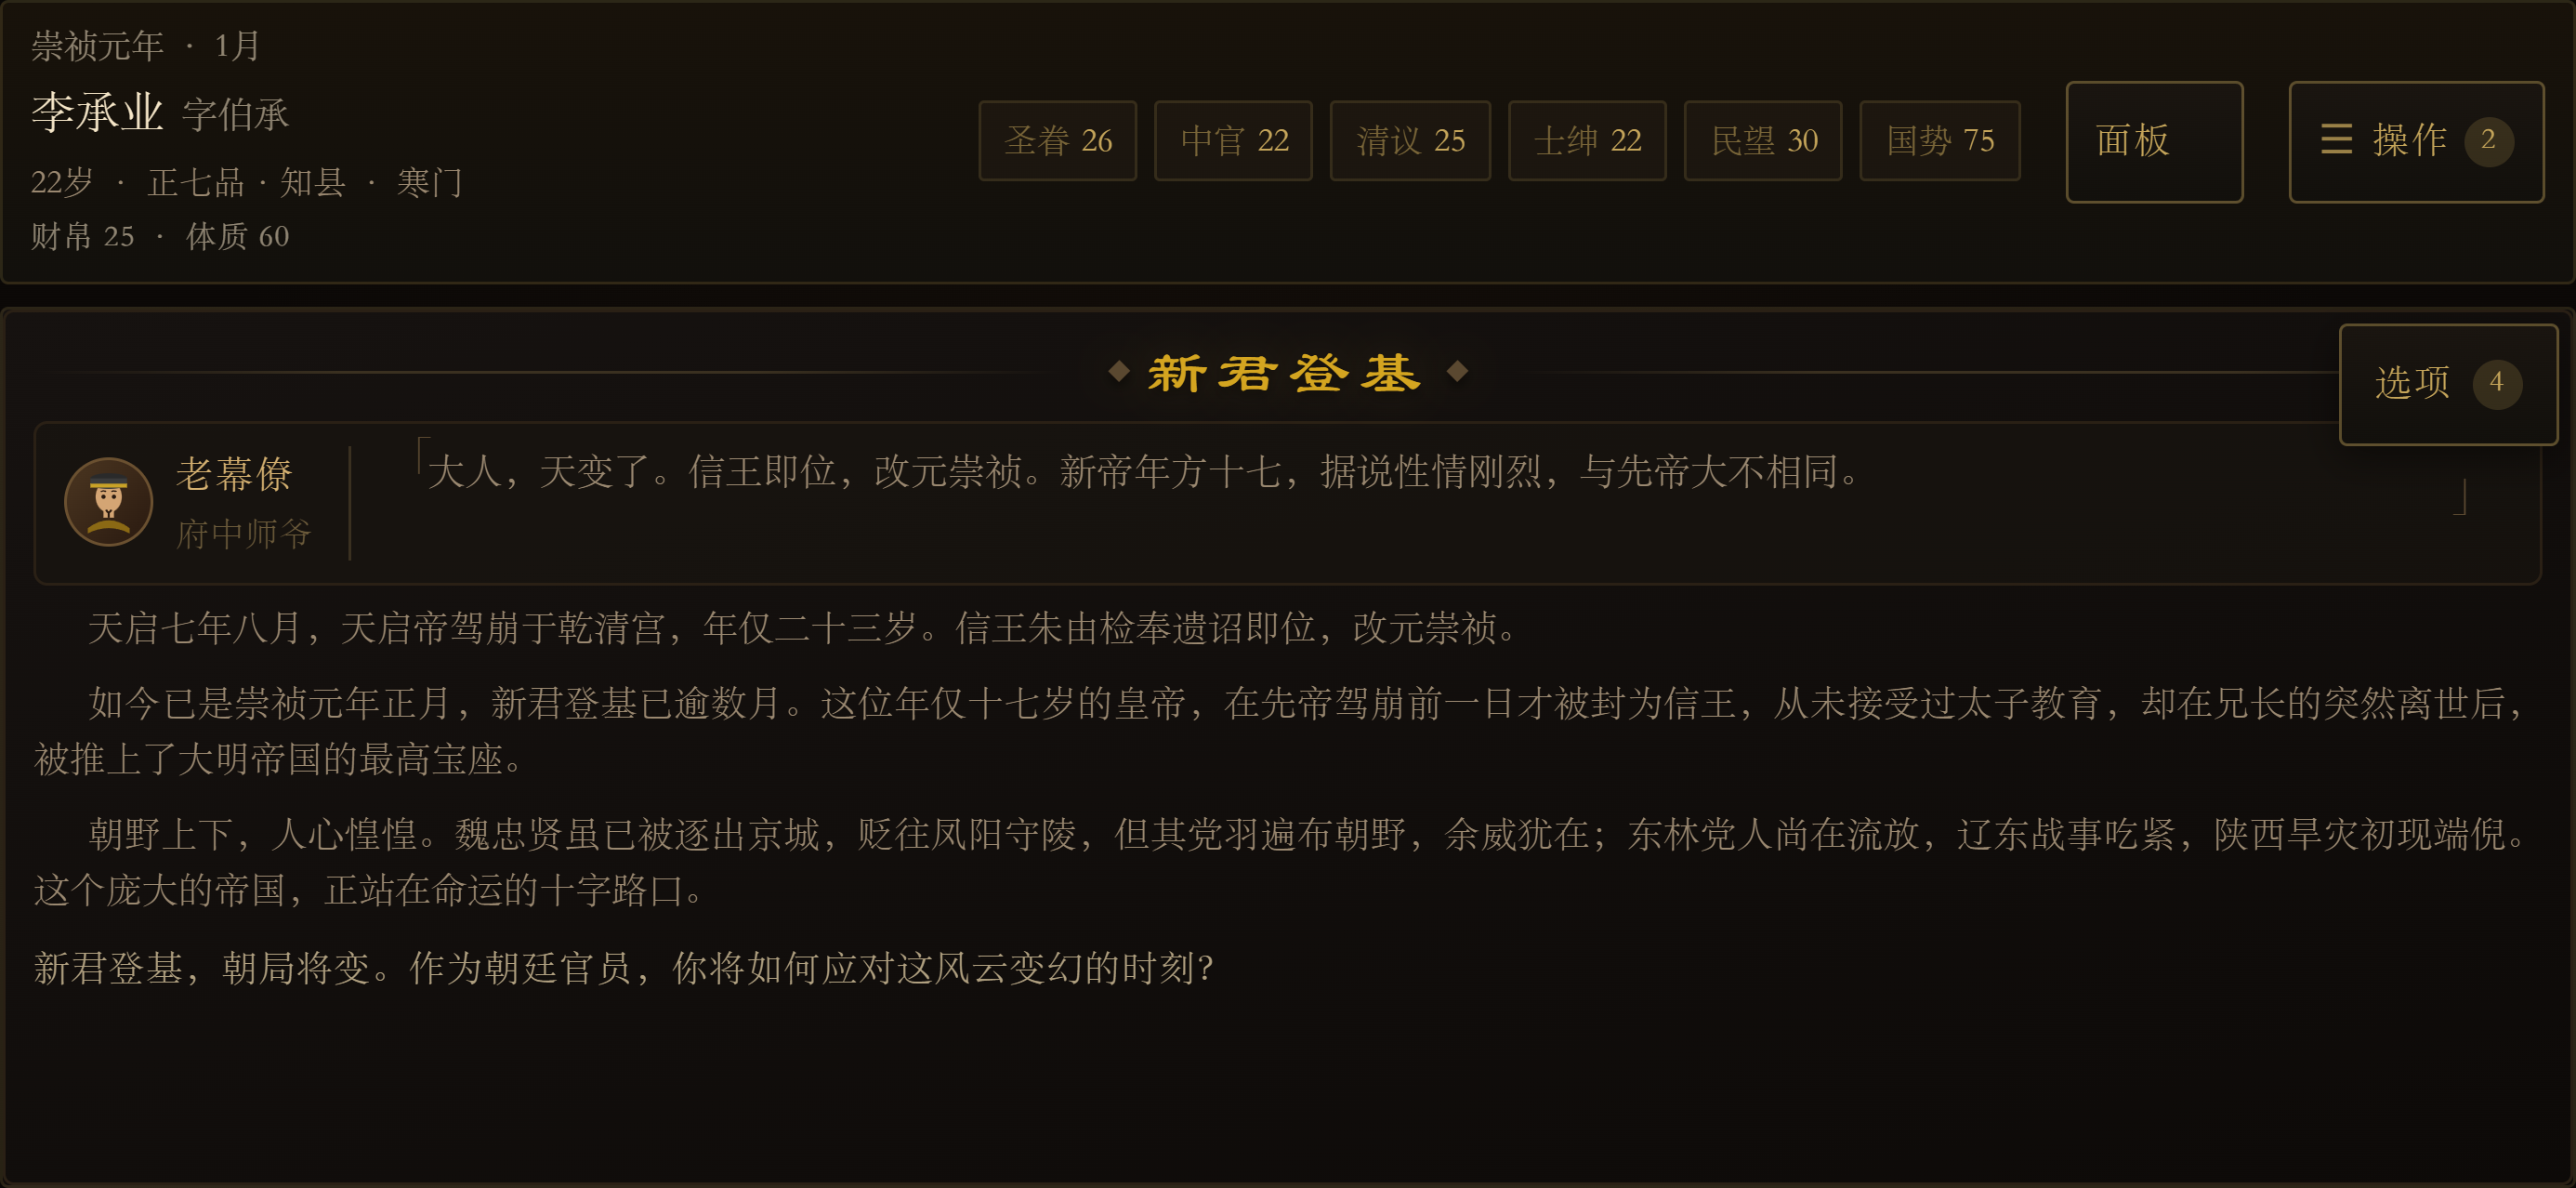 崇祯元年 · 1月
李承业 字伯承
22岁 · 正七品 · 知县 · 寒门
财帛 25 · 体质 60
圣眷 26 中官 22 清议 25 士绅 22 民望 30 国势 75
面板
☰ 操作 2
新君登基
选项 4
老幕僚
府中师爷
「大人，天变了。信王即位，改元崇祯。新帝年方十七，据说性情刚烈，与先帝大不相同。」
天启七年八月，天启帝驾崩于乾清宫，年仅二十三岁。信王朱由检奉遗诏即位，改元崇祯。
如今已是崇祯元年正月，新君登基已逾数月。这位年仅十七岁的皇帝，在先帝驾崩前一日才被封为信王，从未接受过太子教育，却在兄长的突然离世后，
被推上了大明帝国的最高宝座。
朝野上下，人心惶惶。魏忠贤虽已被逐出京城，贬往凤阳守陵，但其党羽遍布朝野，余威犹在；东林党人尚在流放，辽东战事吃紧，陕西旱灾初现端倪。
这个庞大的帝国，正站在命运的十字路口。
新君登基，朝局将变。作为朝廷官员，你将如何应对这风云变幻的时刻？